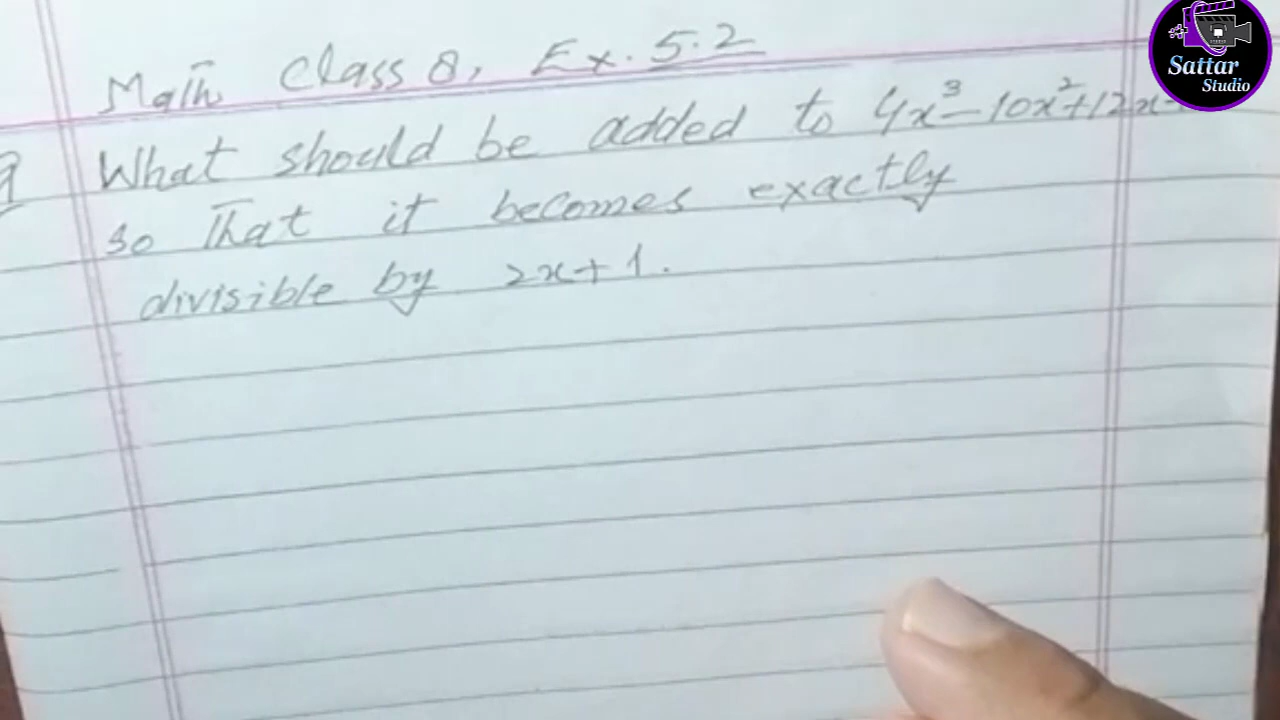 Math Class 8, Ex. 5.2
Q What should be added to 4x³-10x²+12x+
so that it becomes exactly
divisible by 2x+1.
Sattar
Studio